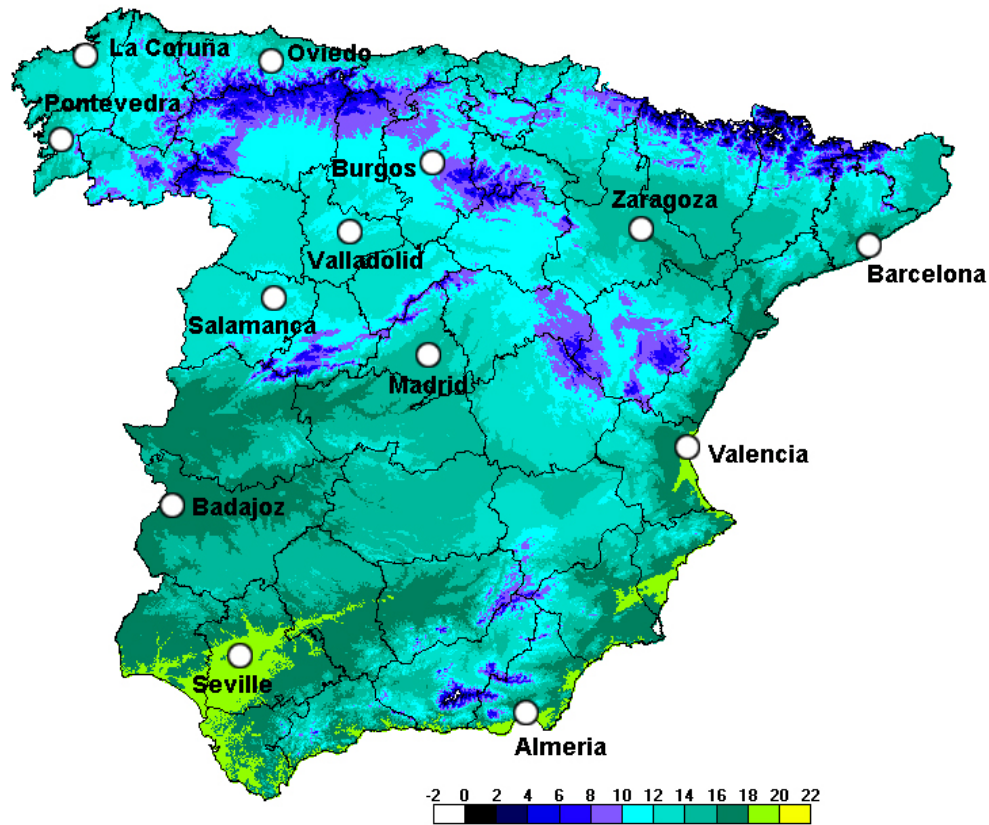 La Coruña
Oviedo
Pontevedra
Burgos
Zaragoza
Valladolid
Barcelona
Salamanca
Madrid
Valencia
Badajoz
Seville
Almeria
-2 0 2 4 6 8 10 12 14 16 18 20 22